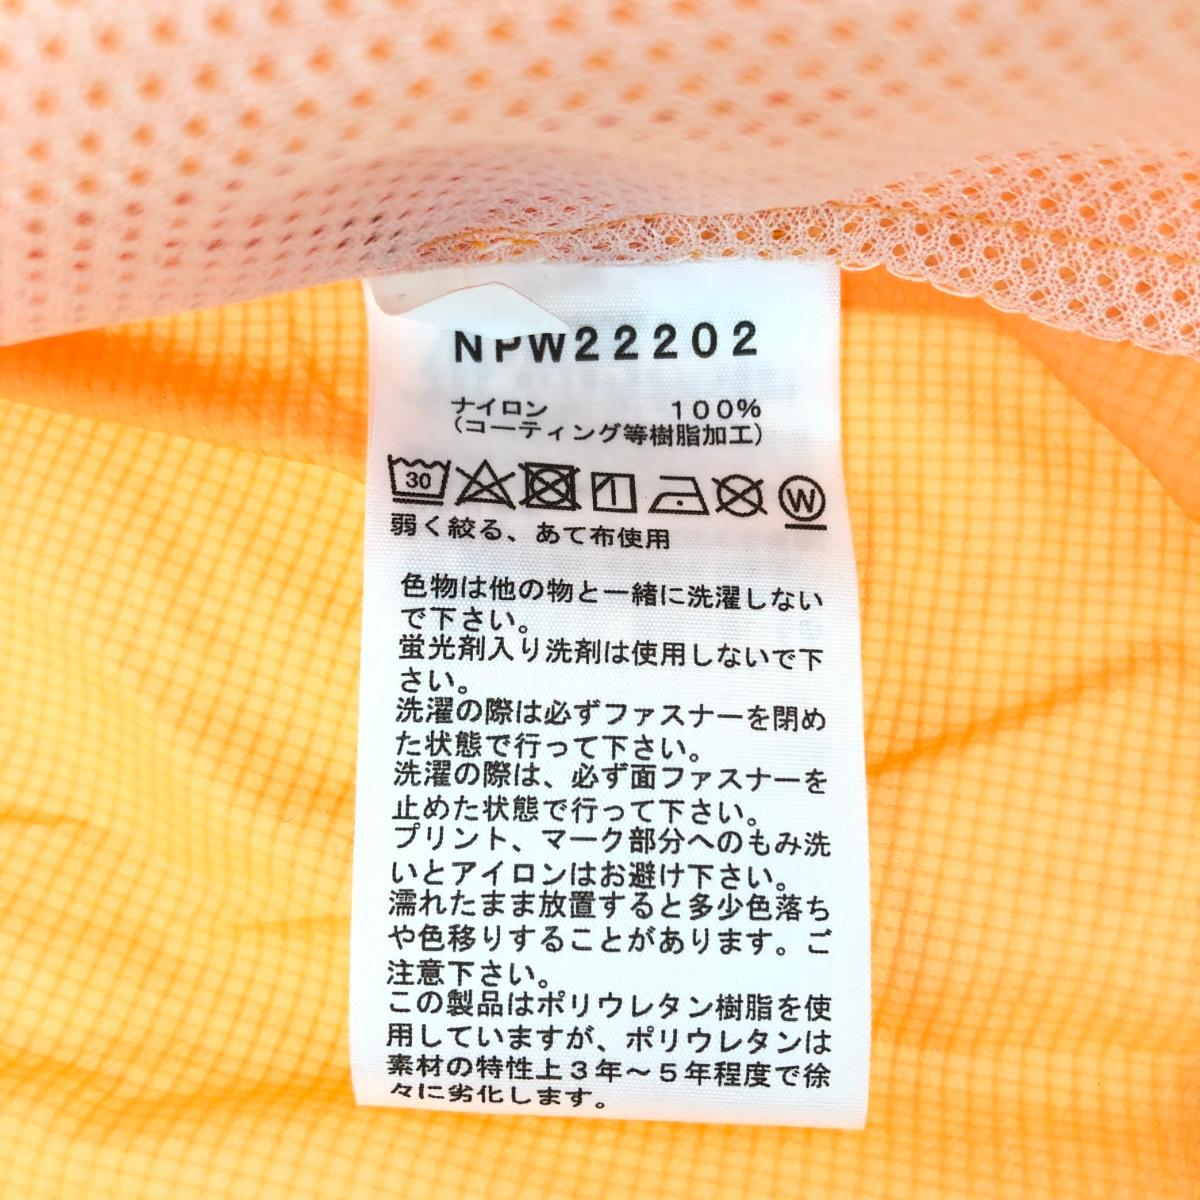 NPW22202
ナイロン 100%
(コーティング等樹脂加工)
30 W
弱く絞る、あて布使用
色物は他の物と一緒に洗濯しない
で下さい。
蛍光剤入り洗剤は使用しないで下
さい。
洗濯の際は必ずファスナーを閉め
た状態で行って下さい。
洗濯の際は、必ず面ファスナーを
止めた状態で行って下さい。
プリント、マーク部分へのもみ洗
いとアイロンはお避け下さい。
濡れたまま放置すると多少色落ち
や色移りすることがあります。ご
注意下さい。
この製品はポリウレタン樹脂を使
用していますが、ポリウレタンは
素材の特性上3年～5年程度で徐
々に劣化します。